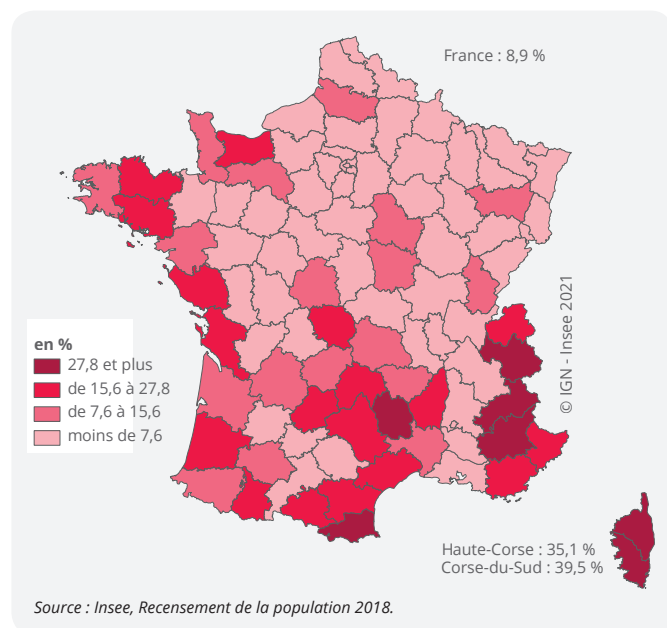 France : 8,9 %
en %
27,8 et plus
de 15,6 à 27,8
de 7,6 à 15,6
moins de 7,6
© IGN - Insee 2021
Haute-Corse : 35,1 %
Corse-du-Sud : 39,5 %
Source : Insee, Recensement de la population 2018.